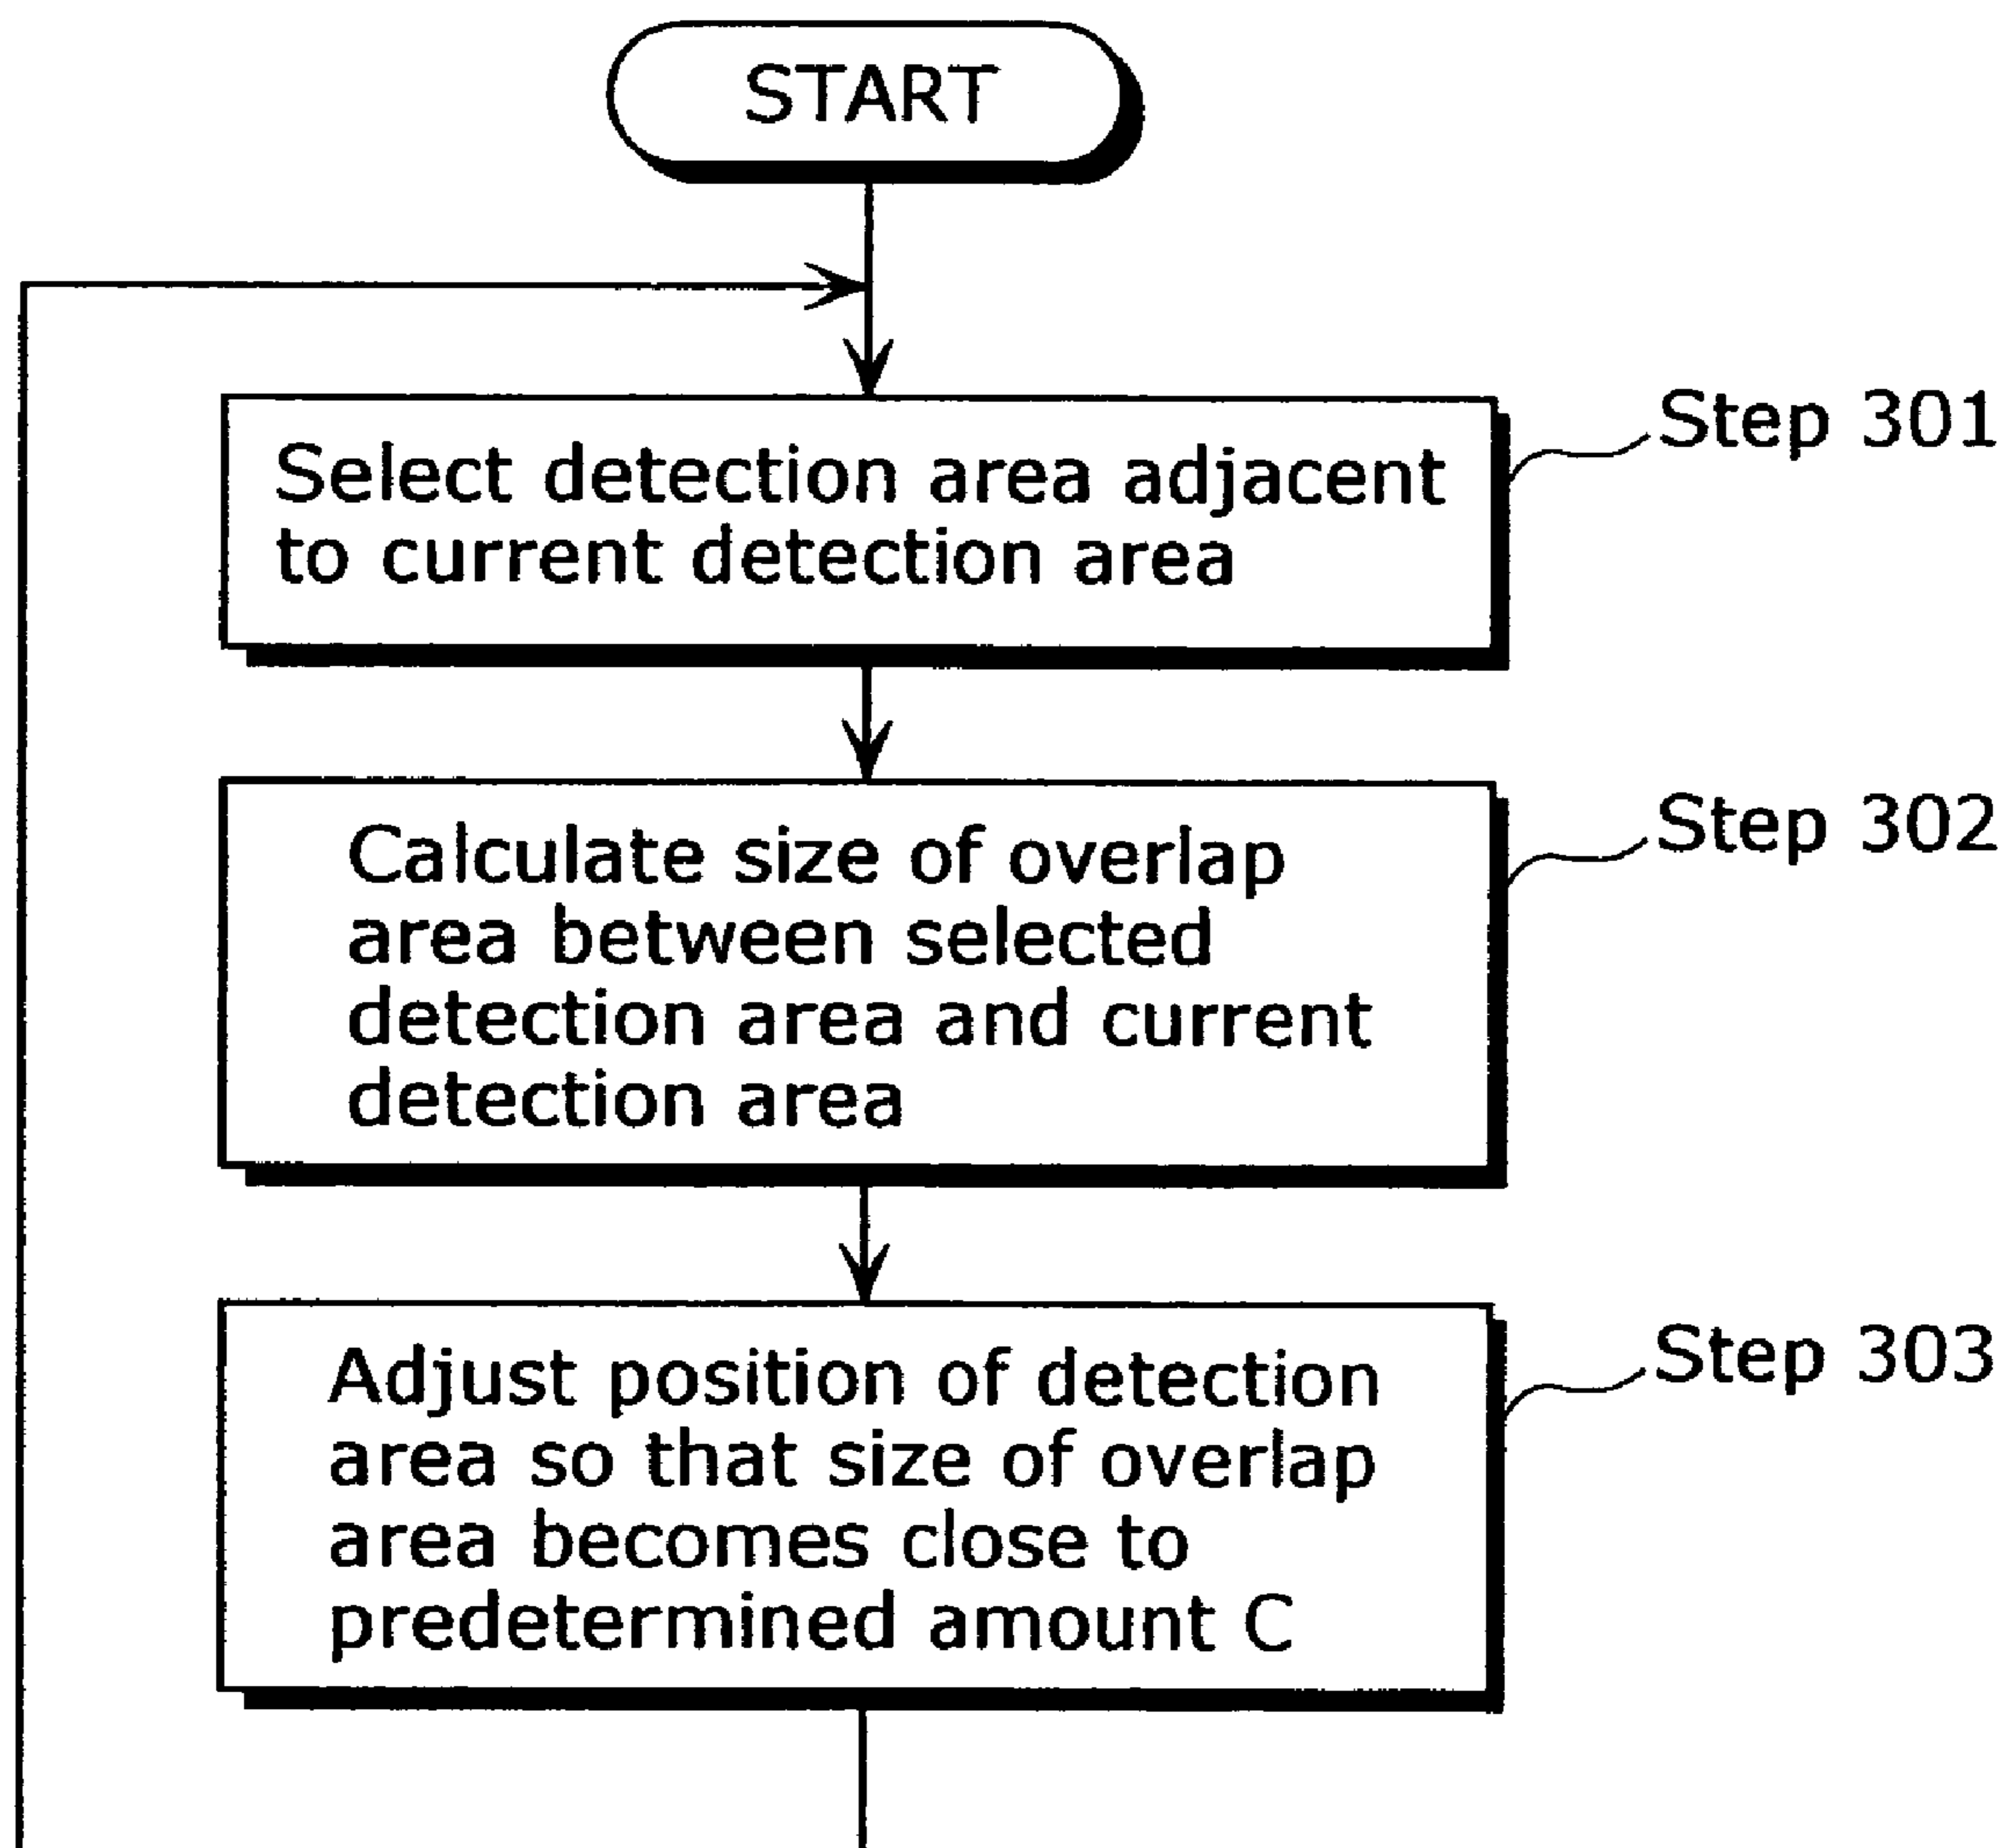 START
Step 301
Select detection area adjacent
to current detection area
Step 302
Calculate size of overlap
area between selected
detection area and current
detection area
Step 303
Adjust position of detection
area so that size of overlap
area becomes close to
predetermined amount C